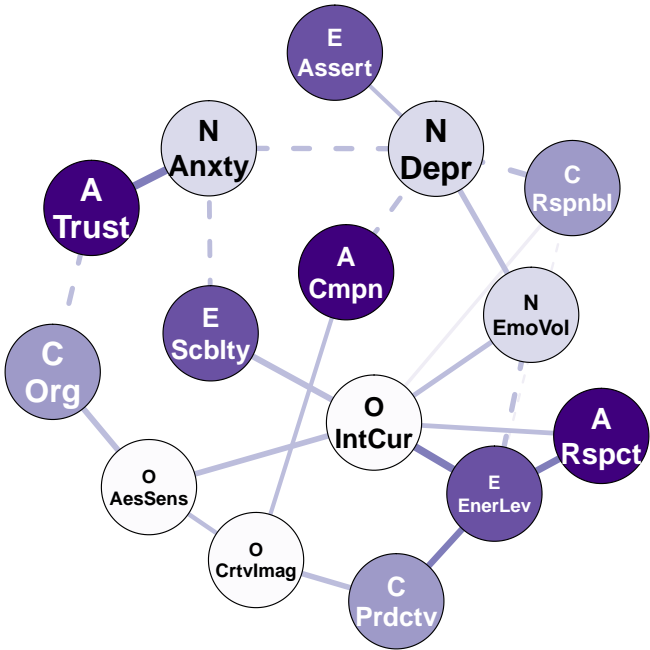 E
Assert
N
Anxty
N
Depr
A
Trust
C
Rspnbl
A
Cmpn
E
Scblty
N
EmoVol
C
Org
O
IntCur
A
Rspct
O
AesSens
E
EnerLev
O
CrtvImag
C
Prdctv